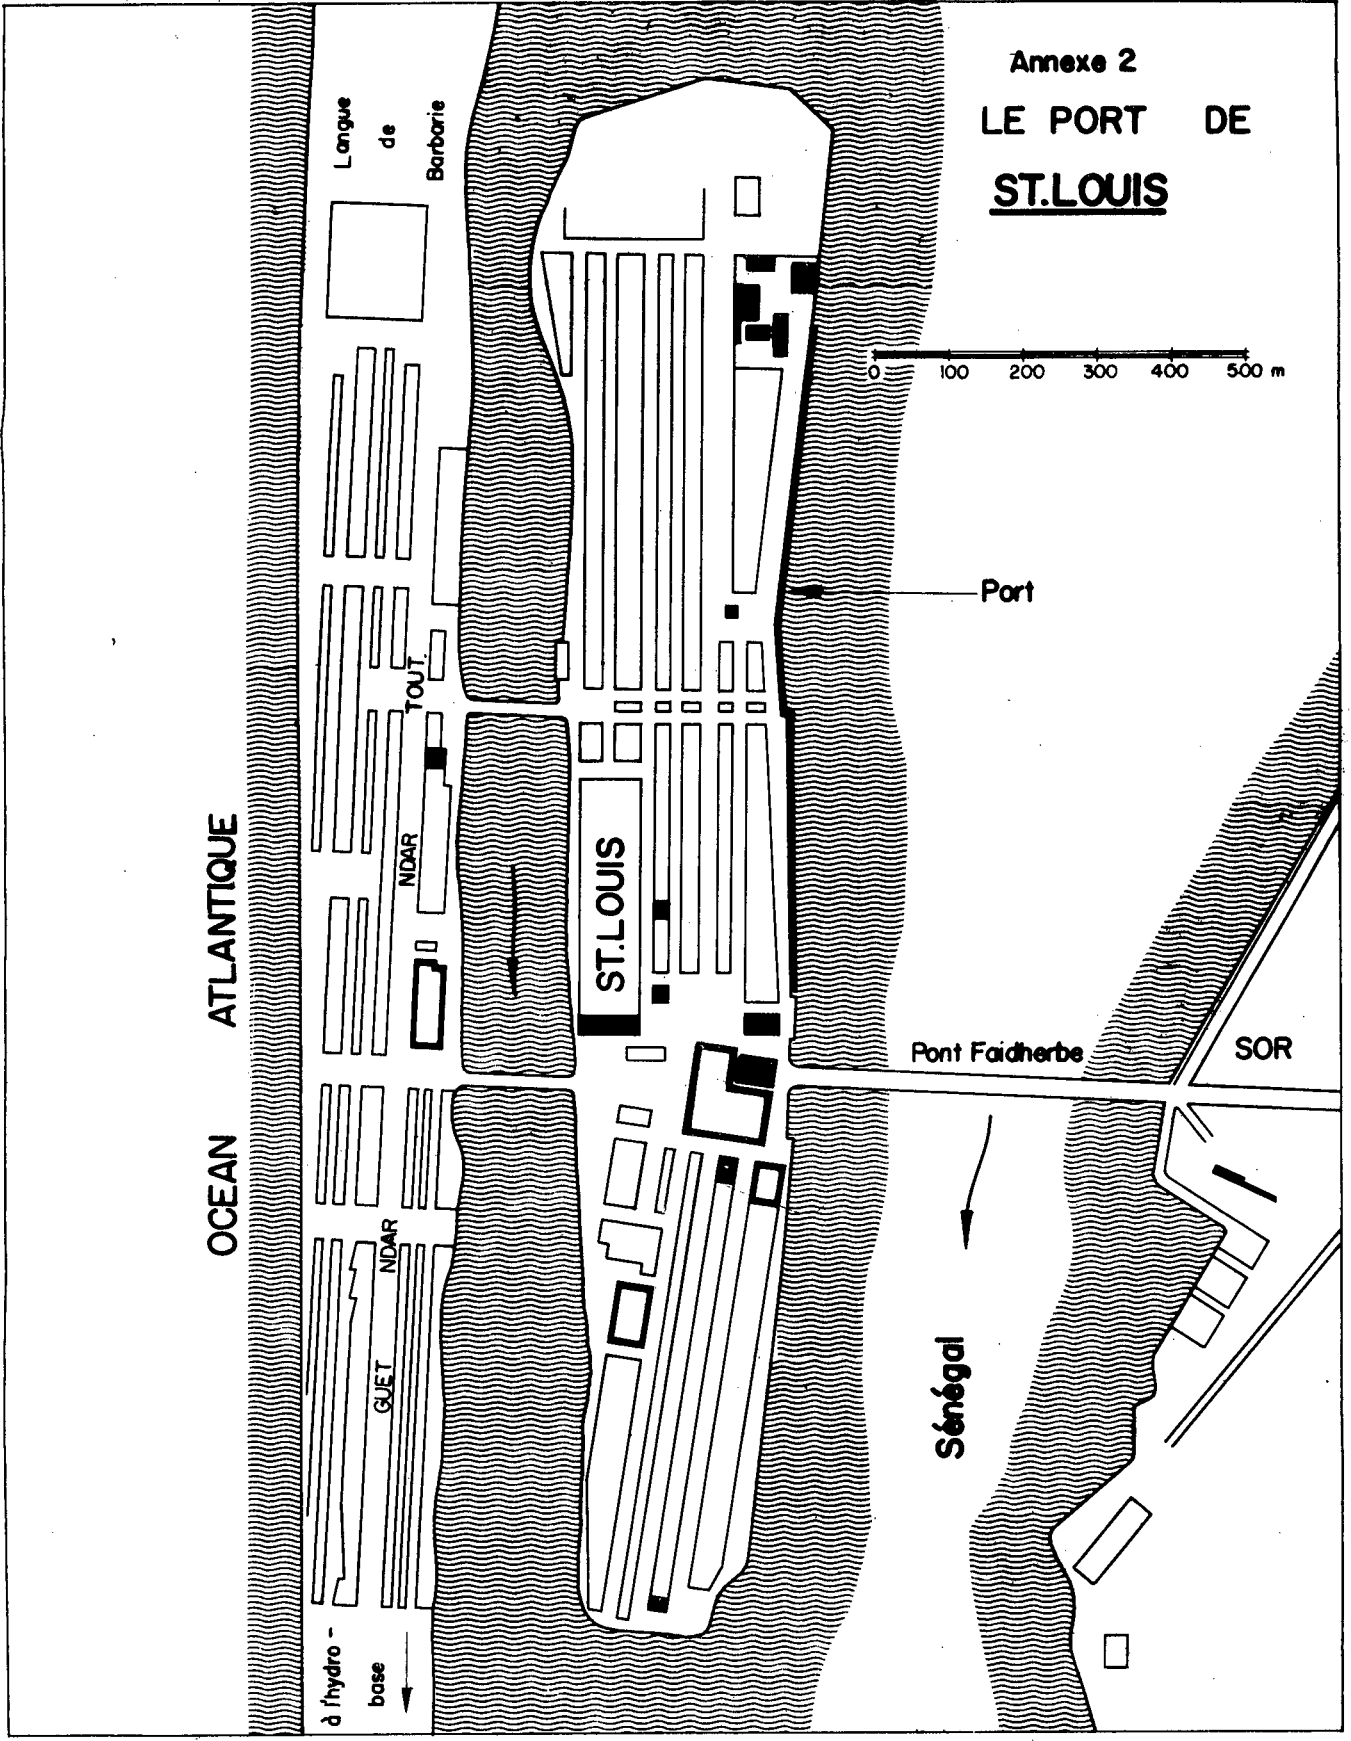 Annexe 2
LE PORT DE
ST.LOUIS
Langue
de
Barbarie
0 100 200 300 400 500 m
Port
TOUT.
NDAR
ST.LOUIS
OCEAN ATLANTIQUE
Pont Faidherbe
SOR
NDAR
GUET
Sénégal
à l'hydro-
base